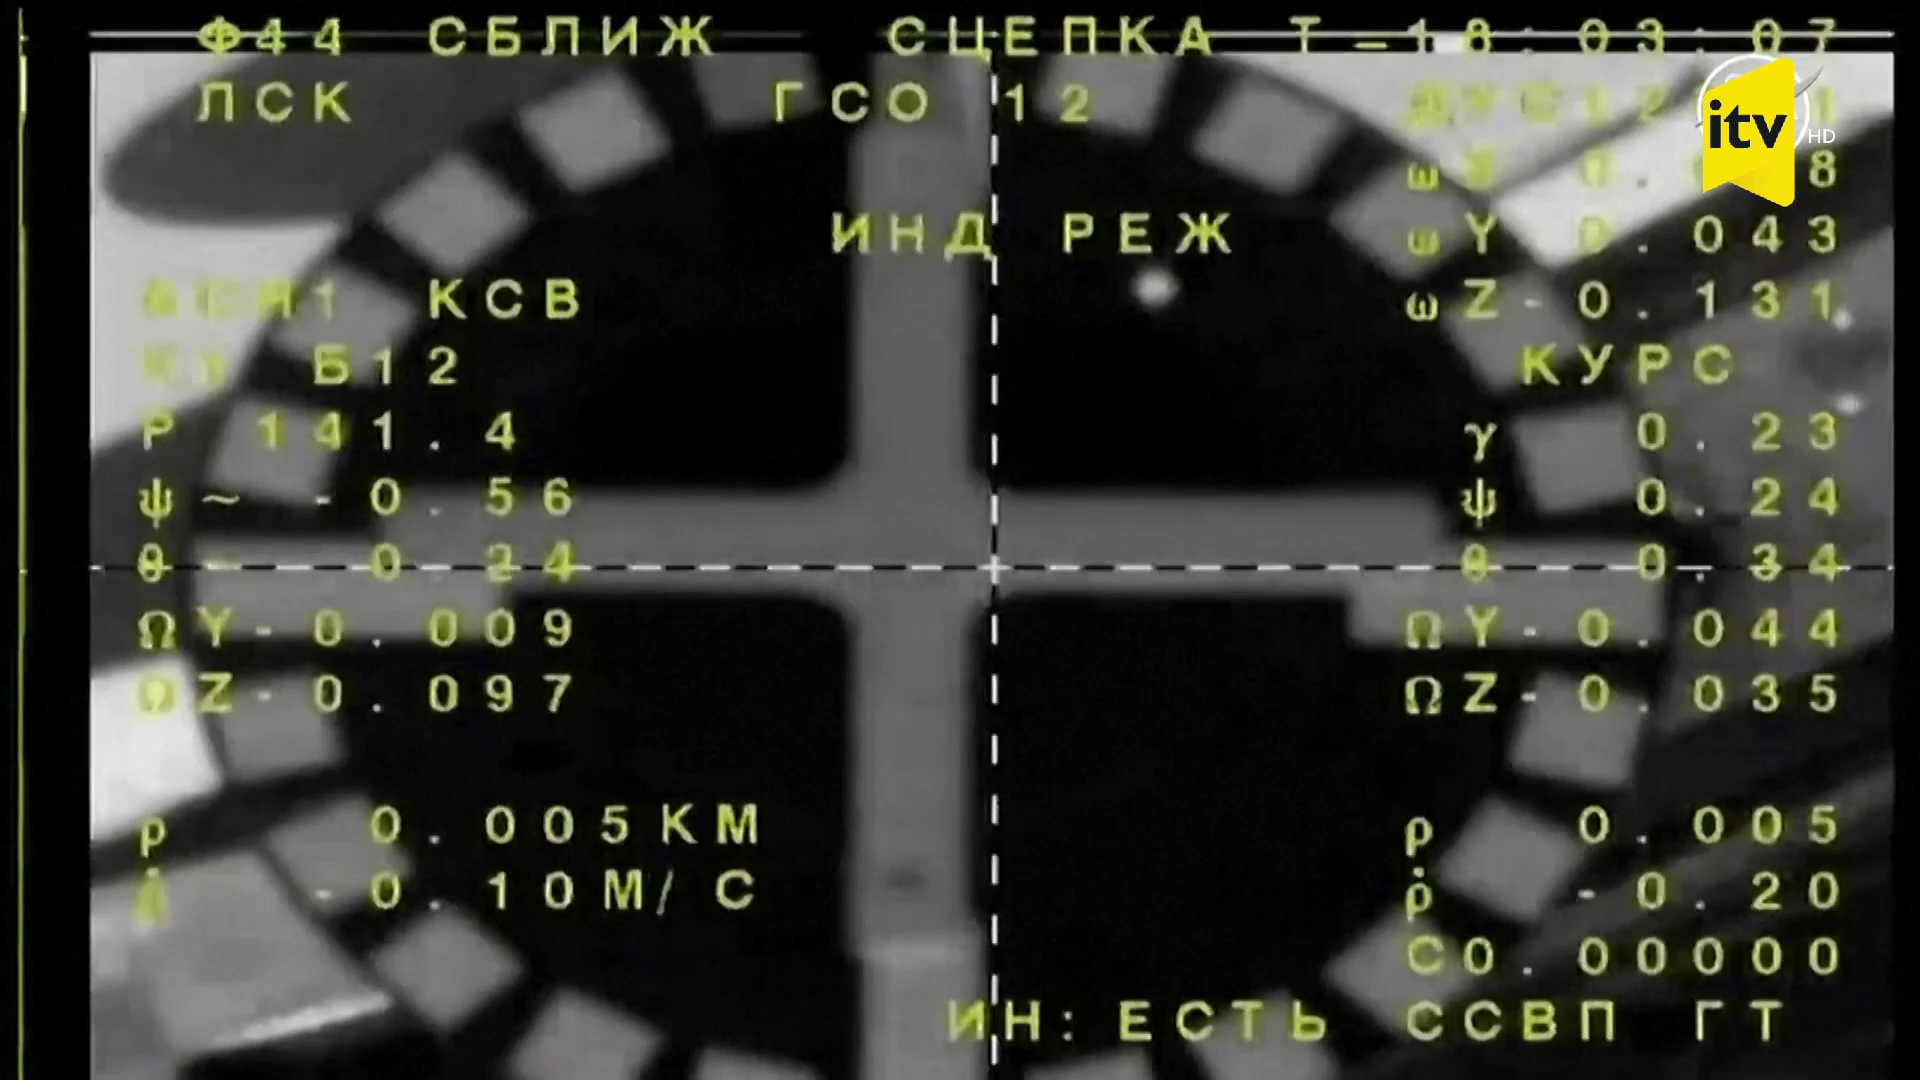 Ф44 СБЛИЖ СЦЕПКА Т-18:03:07
ЛСК ГСО 12
itv HD
ИНД РЕЖ
ωY 0.043
КСВ
ωZ-0.131
Б12
КУРС
Р 141.4
γ 0.23
ψ~ -0.56
ψ 0.24
θ~ 0.24
θ 0.34
ΩY-0.009
ΩY-0.044
ΩZ-0.097
ΩZ-0.035
ρ 0.005КМ
ρ 0.005
-0.10М/С
ρ̇ -0.20
С0.00000
ИН: ЕСТЬ ССВП ГТ